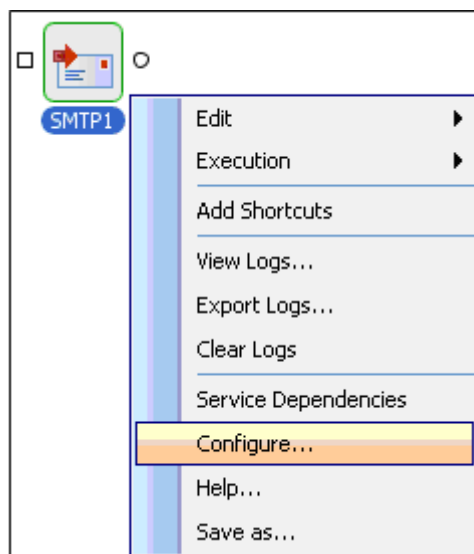 SMTP1
Edit
Execution
Add Shortcuts
View Logs...
Export Logs...
Clear Logs
Service Dependencies
Configure...
Help...
Save as...